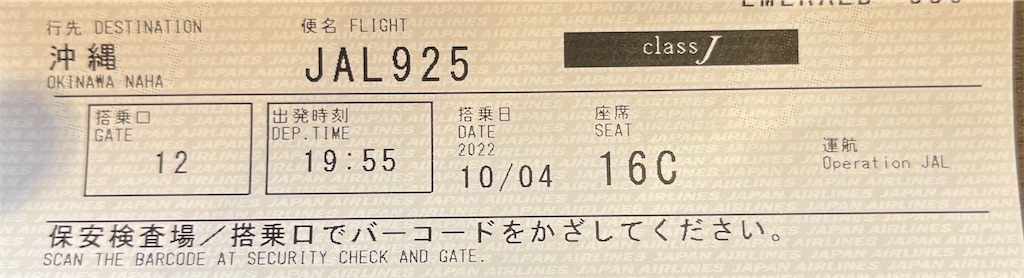 EMERALD
行先 DESTINATION 便名 FLIGHT
沖縄 JAL925 class J
OKINAWA NAHA
搭乗口 出発時刻 搭乗日 座席
GATE DEP.TIME DATE SEAT 運航
2022 Operation JAL
12 19:55 10/04 16C
保安検査場/搭乗口でバーコードをかざしてください。
SCAN THE BARCODE AT SECURITY CHECK AND GATE.